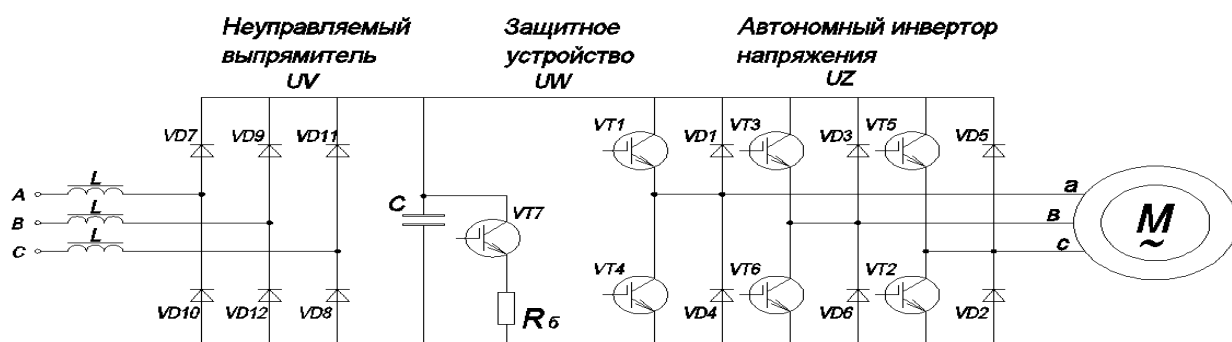 Неуправляемый
выпрямитель
UV
Защитное
устройство
UW
Автономный инвертор
напряжения
UZ
VD7
VD9
VD11
VT1
VD1
VT3
VD3
VT5
VD5
A
L
B
L
C
L
C
VT7
a
в
c
M
~
VT4
VT6
VT2
VD10
VD12
VD8
Rб
VD4
VD6
VD2